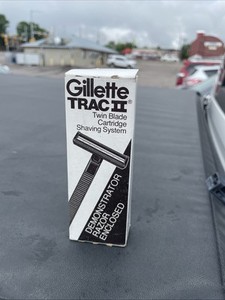 Gillette
TRAC II®
Twin Blade
Cartridge
Shaving System
DEMONSTRATOR
RAZOR
ENCLOSED